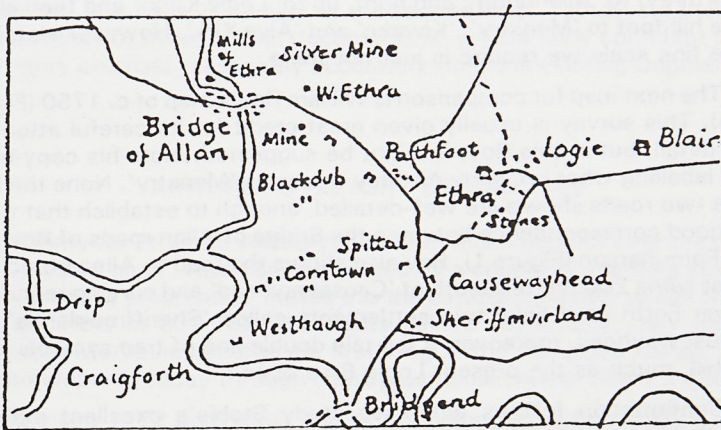 Mills
of
Ethra
Silver Mine
W. Ethra
Bridge
of Allan
Mine
Pathfoot
Logie
Blair
Blackdub
Ethra
Signs
Spittal
Corntown
Causewayhead
Drip
Westhaugh
Sheriffmuirland
Craigforth
Bridgend